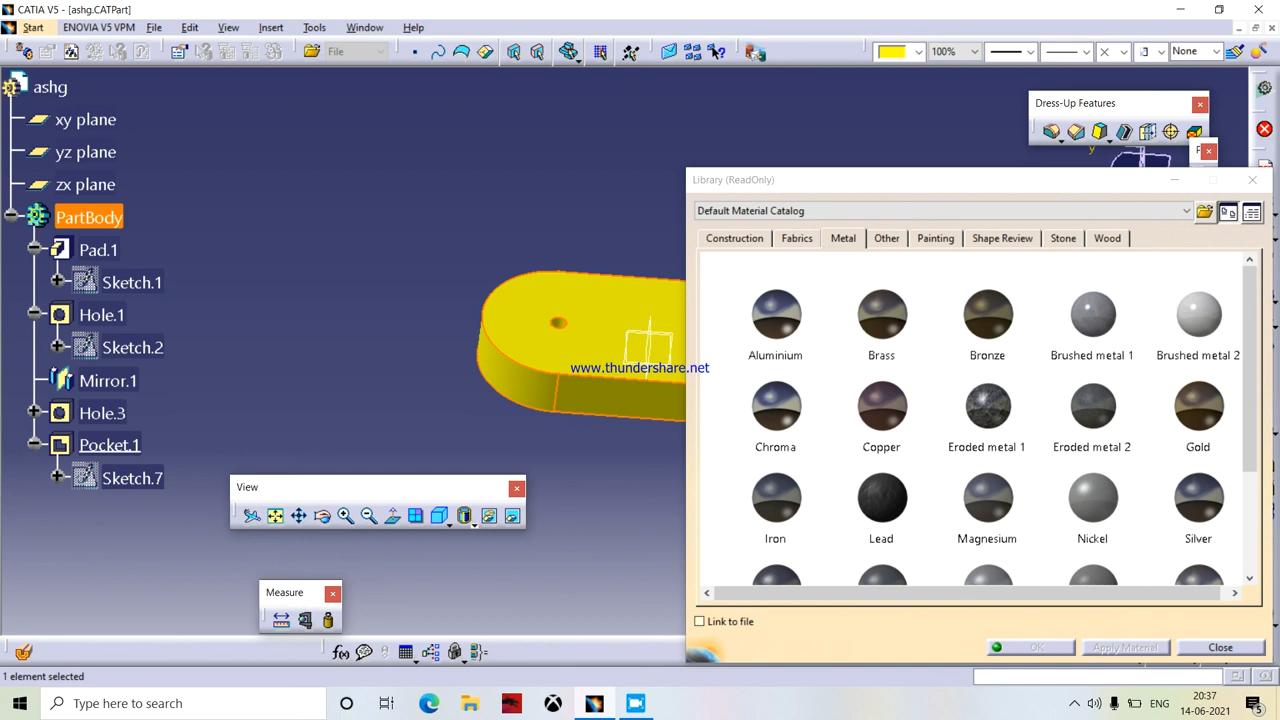 CATIA V5 - [ashg.CATPart]
Start ENOVIA V5 VPM File Edit View Insert Tools Window Help
File 100% None
ashg
xy plane
yz plane
zx plane
PartBody
Pad.1
Sketch.1
Hole.1
Sketch.2
Mirror.1
Hole.3
Pocket.1
Sketch.7
Dress-Up Features
y
Library (ReadOnly)
Default Material Catalog
Construction Fabrics Metal Other Painting Shape Review Stone Wood
Aluminium Brass Bronze Brushed metal 1 Brushed metal 2
Chroma Copper Eroded metal 1 Eroded metal 2 Gold
Iron Lead Magnesium Nickel Silver
Link to file
OK Apply Material Close
www.thundershare.net
View
Measure
f(x)
1 element selected
Type here to search
ENG
20:37
14-06-2021
5